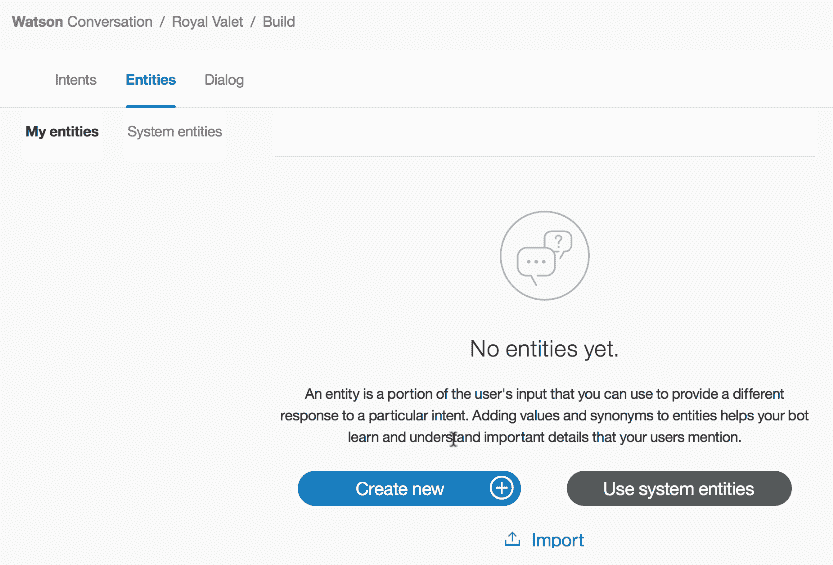 Watson Conversation / Royal Valet / Build
Intents Entities Dialog
My entities System entities
?
No entities yet.
An entity is a portion of the user's input that you can use to provide a different
response to a particular intent. Adding values and synonyms to entities helps your bot
learn and understand important details that your users mention.
Create new Use system entities
Import